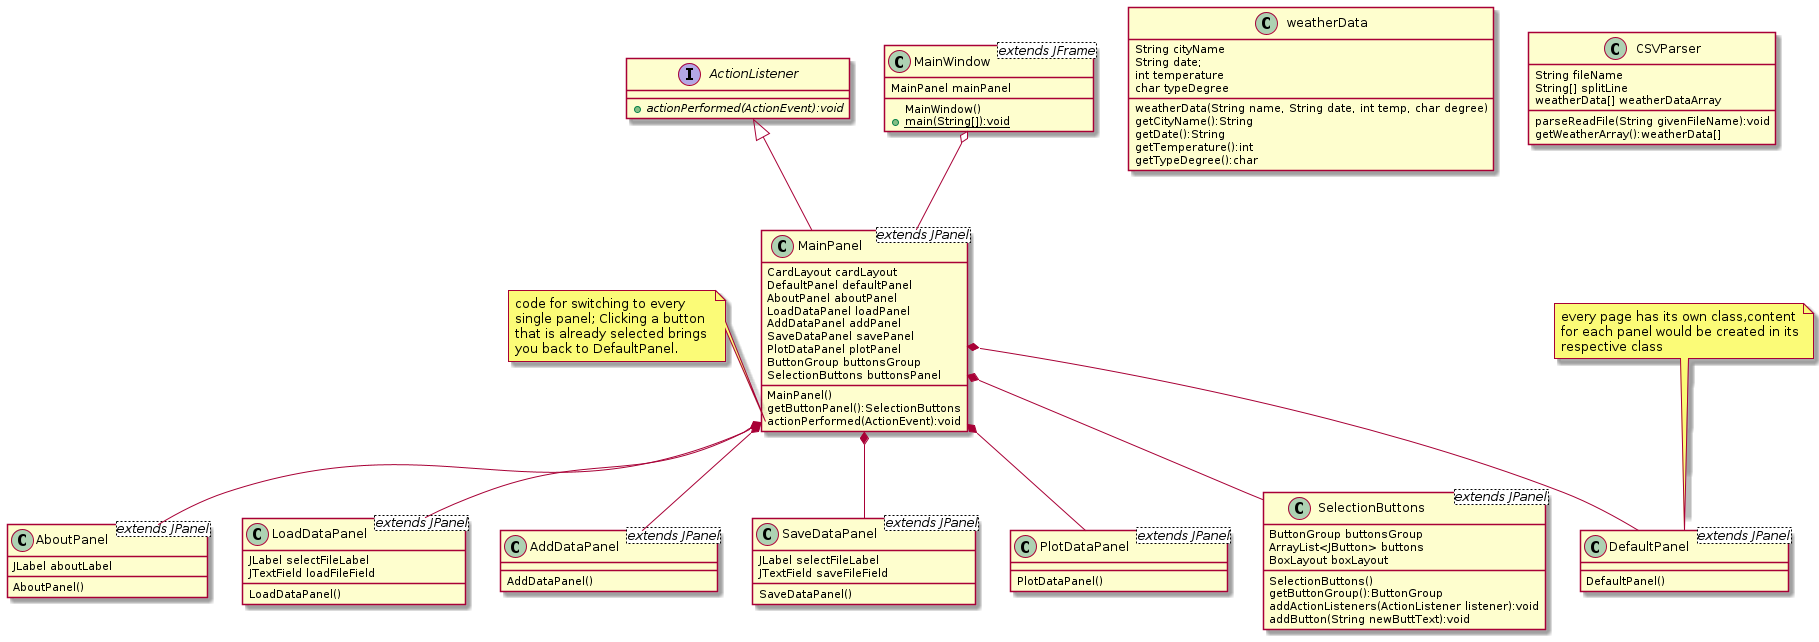 I ActionListener
actionPerformed(ActionEvent):void
C MainWindow
extends JFrame
MainPanel mainPanel
MainWindow()
main(String[]):void
C weatherData
String cityName
String date;
int temperature
char typeDegree
weatherData(String name, String date, int temp, char degree)
getCityName():String
getDate():String
getTemperature():int
getTypeDegree():char
C CSVParser
String fileName
String[] splitLine
weatherData[] weatherDataArray
parseReadFile(String givenFileName):void
getWeatherArray():weatherData[]
code for switching to every
single panel; Clicking a button
that is already selected brings
you back to DefaultPanel.
C MainPanel
extends JPanel
CardLayout cardLayout
DefaultPanel defaultPanel
AboutPanel aboutPanel
LoadDataPanel loadPanel
AddDataPanel addPanel
SaveDataPanel savePanel
PlotDataPanel plotPanel
ButtonGroup buttonsGroup
SelectionButtons buttonsPanel
MainPanel()
getButtonPanel():SelectionButtons
actionPerformed(ActionEvent):void
every page has its own class,content
for each panel would be created in its
respective class
C AboutPanel
extends JPanel
JLabel aboutLabel
AboutPanel()
C LoadDataPanel
extends JPanel
JLabel selectFileLabel
JTextField loadFileField
LoadDataPanel()
C AddDataPanel
extends JPanel
AddDataPanel()
C SaveDataPanel
extends JPanel
JLabel selectFileLabel
JTextField saveFileField
SaveDataPanel()
C PlotDataPanel
extends JPanel
PlotDataPanel()
C SelectionButtons
extends JPanel
ButtonGroup buttonsGroup
ArrayList<JButton> buttons
BoxLayout boxLayout
SelectionButtons()
getButtonGroup():ButtonGroup
addActionListeners(ActionListener listener):void
addButton(String newButtText):void
C DefaultPanel
extends JPanel
DefaultPanel()